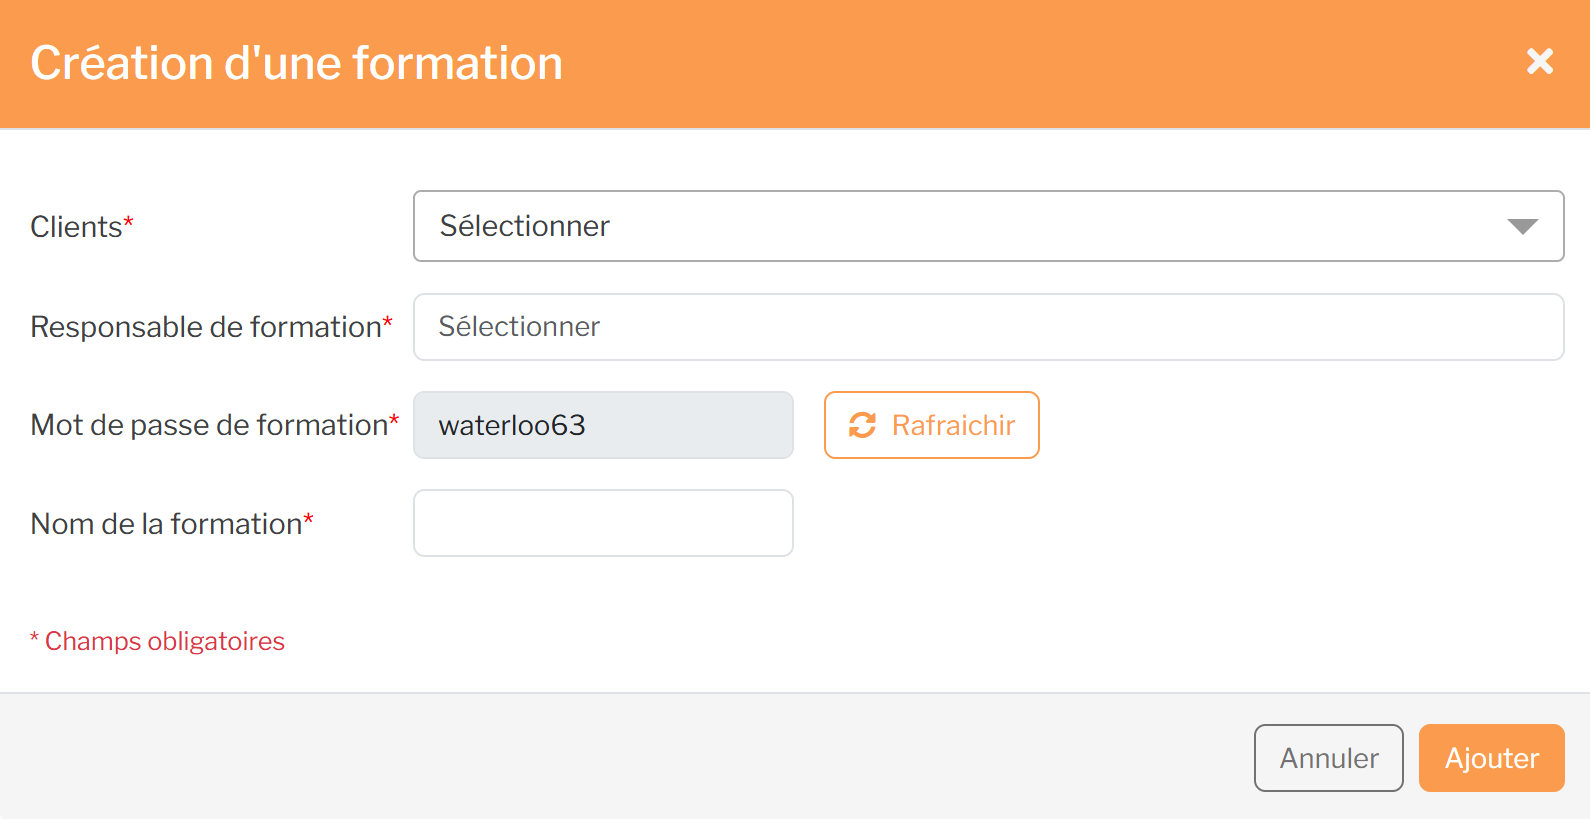 Création d'une formation
Clients*
Sélectionner
Responsable de formation*
Sélectionner
Mot de passe de formation*
waterloo63
Rafraichir
Nom de la formation*
* Champs obligatoires
Annuler
Ajouter